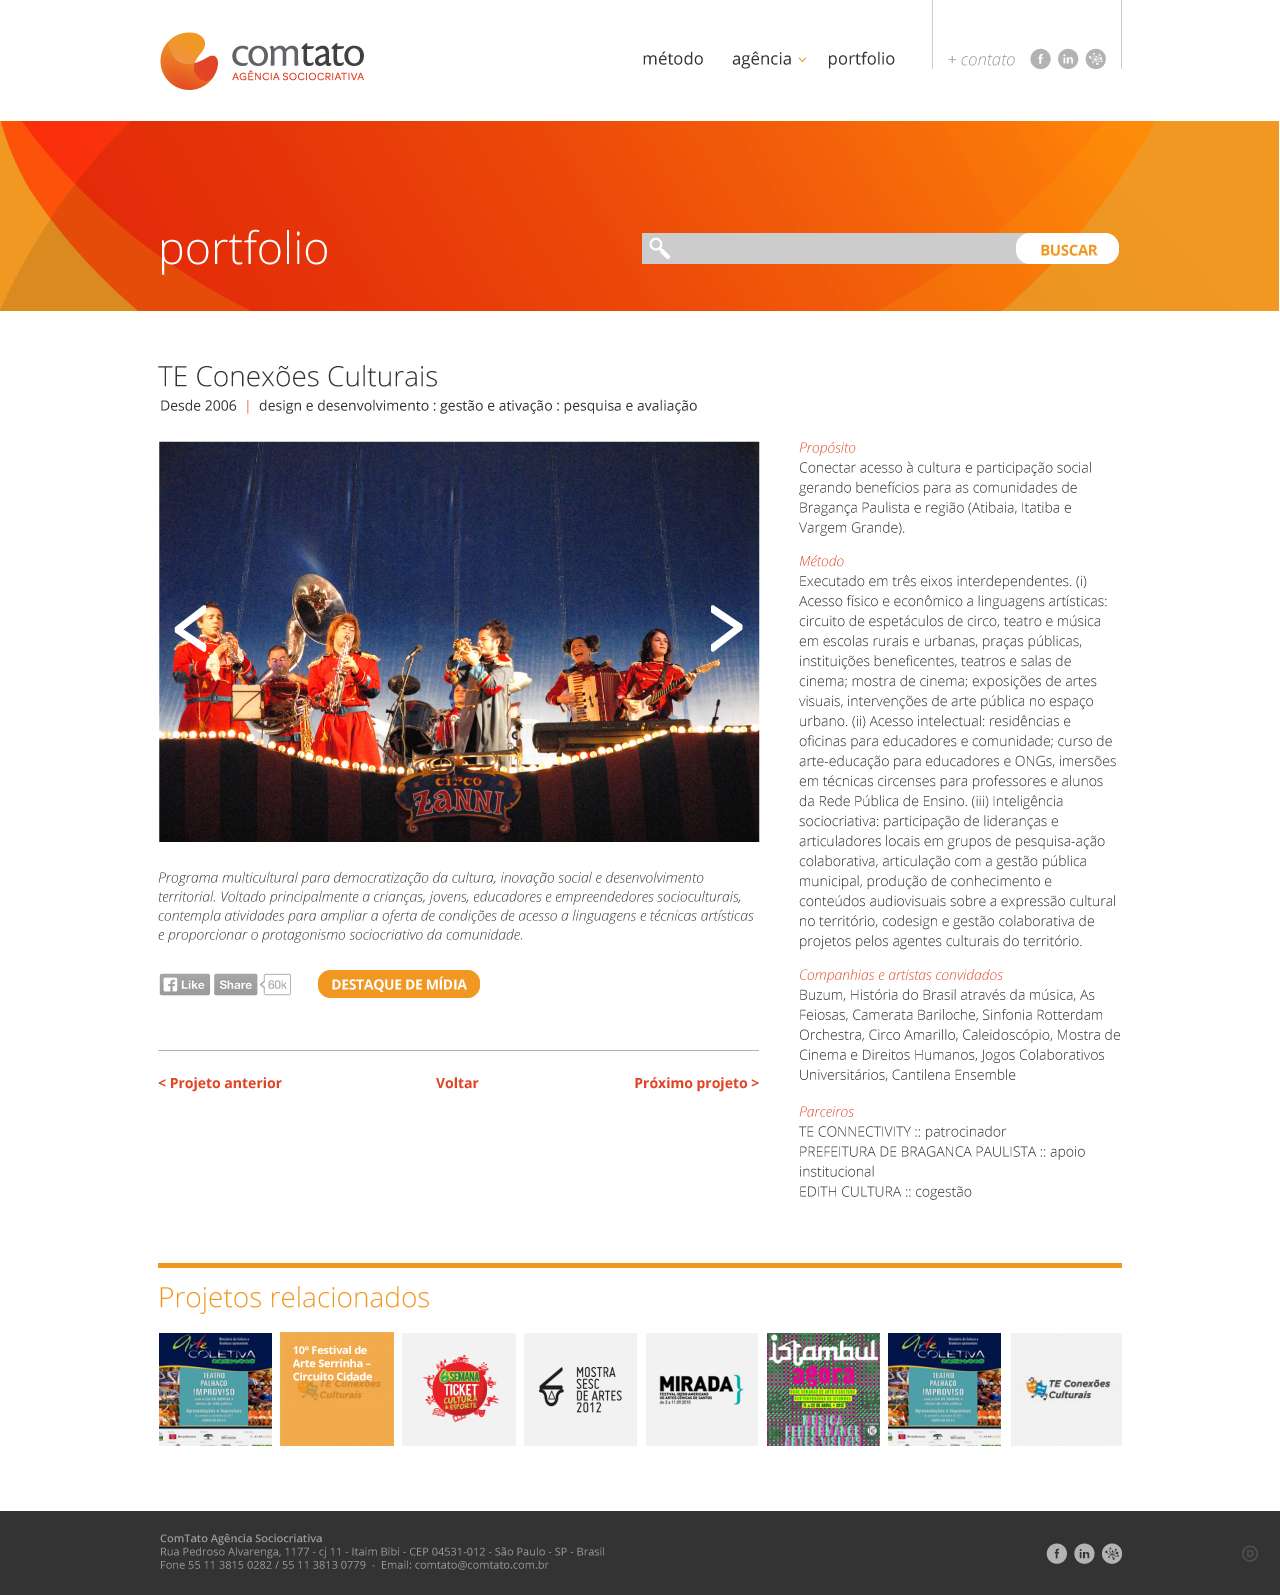 comtato
AGÊNCIA SOCIOCRIATIVA
método
agência
portfolio
+ contato
f
in
portfolio
BUSCAR
TE Conexões Culturais
Desde 2006 | design e desenvolvimento : gestão e ativação : pesquisa e avaliação
CIRCO
ZANNI
Programa multicultural para democratização da cultura, inovação social e desenvolvimento
territorial. Voltado principalmente a crianças, jovens, educadores e empreendedores socioculturais,
contempla atividades para ampliar a oferta de condições de acesso a linguagens e técnicas artísticas
e proporcionar o protagonismo sociocriativo da comunidade.
Like
Share
60k
DESTAQUE DE MÍDIA
< Projeto anterior
Voltar
Próximo projeto >
Propósito
Conectar acesso à cultura e participação social
gerando benefícios para as comunidades de
Bragança Paulista e região (Atibaia, Itatiba e
Vargem Grande).
Método
Executado em três eixos interdependentes. (i)
Acesso físico e econômico a linguagens artísticas:
circuito de espetáculos de circo, teatro e música
em escolas rurais e urbanas, praças públicas,
instituições beneficentes, teatros e salas de
cinema; mostra de cinema; exposições de artes
visuais, intervenções de arte pública no espaço
urbano. (ii) Acesso intelectual: residências e
oficinas para educadores e comunidade; curso de
arte-educação para educadores e ONGs, imersões
em técnicas circenses para professores e alunos
da Rede Pública de Ensino. (iii) Inteligência
sociocriativa: participação de lideranças e
articuladores locais em grupos de pesquisa-ação
colaborativa, articulação com a gestão pública
municipal, produção de conhecimento e
conteúdos audiovisuais sobre a expressão cultural
no território, codesign e gestão colaborativa de
projetos pelos agentes culturais do território.
Companhias e artistas convidados
Buzum, História do Brasil através da música, As
Feiosas, Camerata Bariloche, Sinfonia Rotterdam
Orchestra, Circo Amarillo, Caleidoscópio, Mostra de
Cinema e Direitos Humanos, Jogos Colaborativos
Universitários, Cantilena Ensemble
Parceiros
TE CONNECTIVITY :: patrocinador
PREFEITURA DE BRAGANCA PAULISTA :: apoio
institucional
EDITH CULTURA :: cogestão
Projetos relacionados
Arte
COLETIVA
TEATRO
PALHAÇO
IMPROVISO
10º Festival de
Arte Serrinha –
Circuito Cidade
TE Conexões
Culturais
SEMANA
TICKET
CULTURA
& ESPORTE
MOSTRA
SESC
DE ARTES
2012
MIRADA
istambul
agora
MÚSICA
PERFORMANCE
Arte
COLETIVA
TEATRO
PALHAÇO
IMPROVISO
TE Conexões
Culturais
ComTato Agência Sociocriativa
Rua Pedroso Alvarenga, 1177 - cj 11 - Itaim Bibi - CEP 04531-012 - São Paulo - SP - Brasil
Fone 55 11 3815 0282 / 55 11 3813 0779 - Email: comtato@comtato.com.br
f
in
D